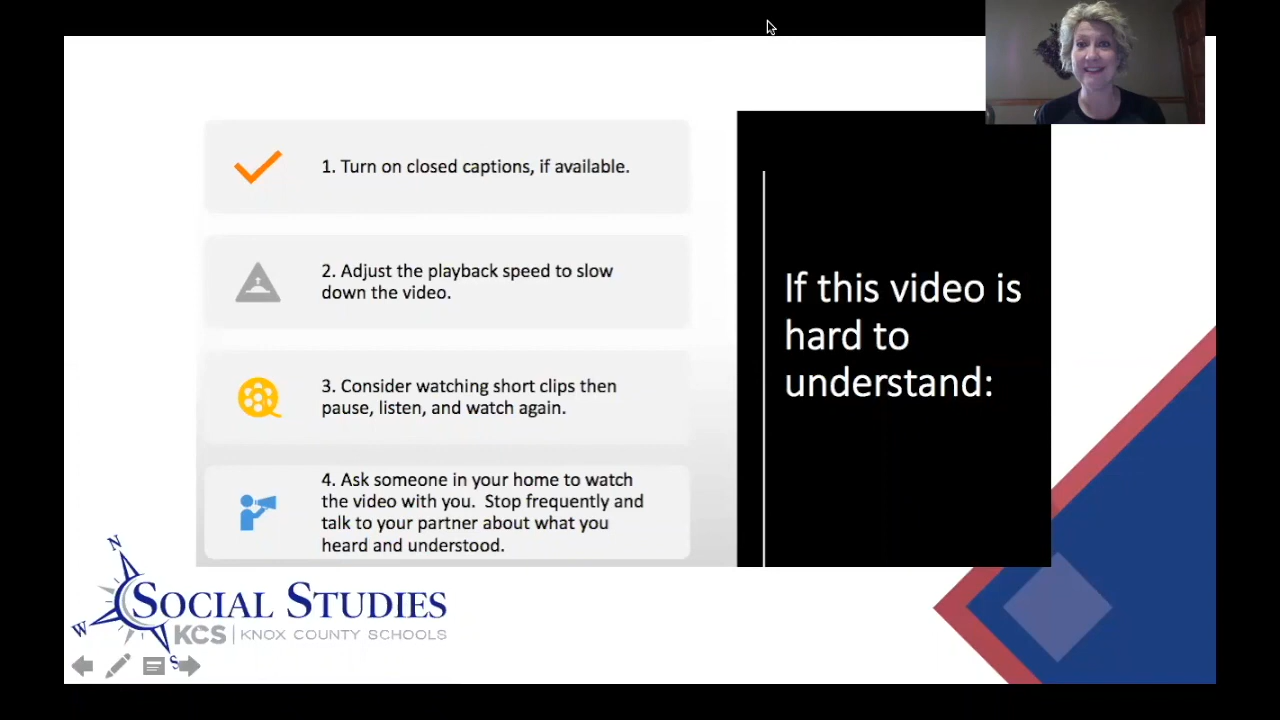 1. Turn on closed captions, if available.
2. Adjust the playback speed to slow
down the video.
3. Consider watching short clips then
pause, listen, and watch again.
4. Ask someone in your home to watch
the video with you.  Stop frequently and
talk to your partner about what you
heard and understood.
If this video is
hard to
understand:
N
W
S
SOCIAL STUDIES
KCS | KNOX COUNTY SCHOOLS